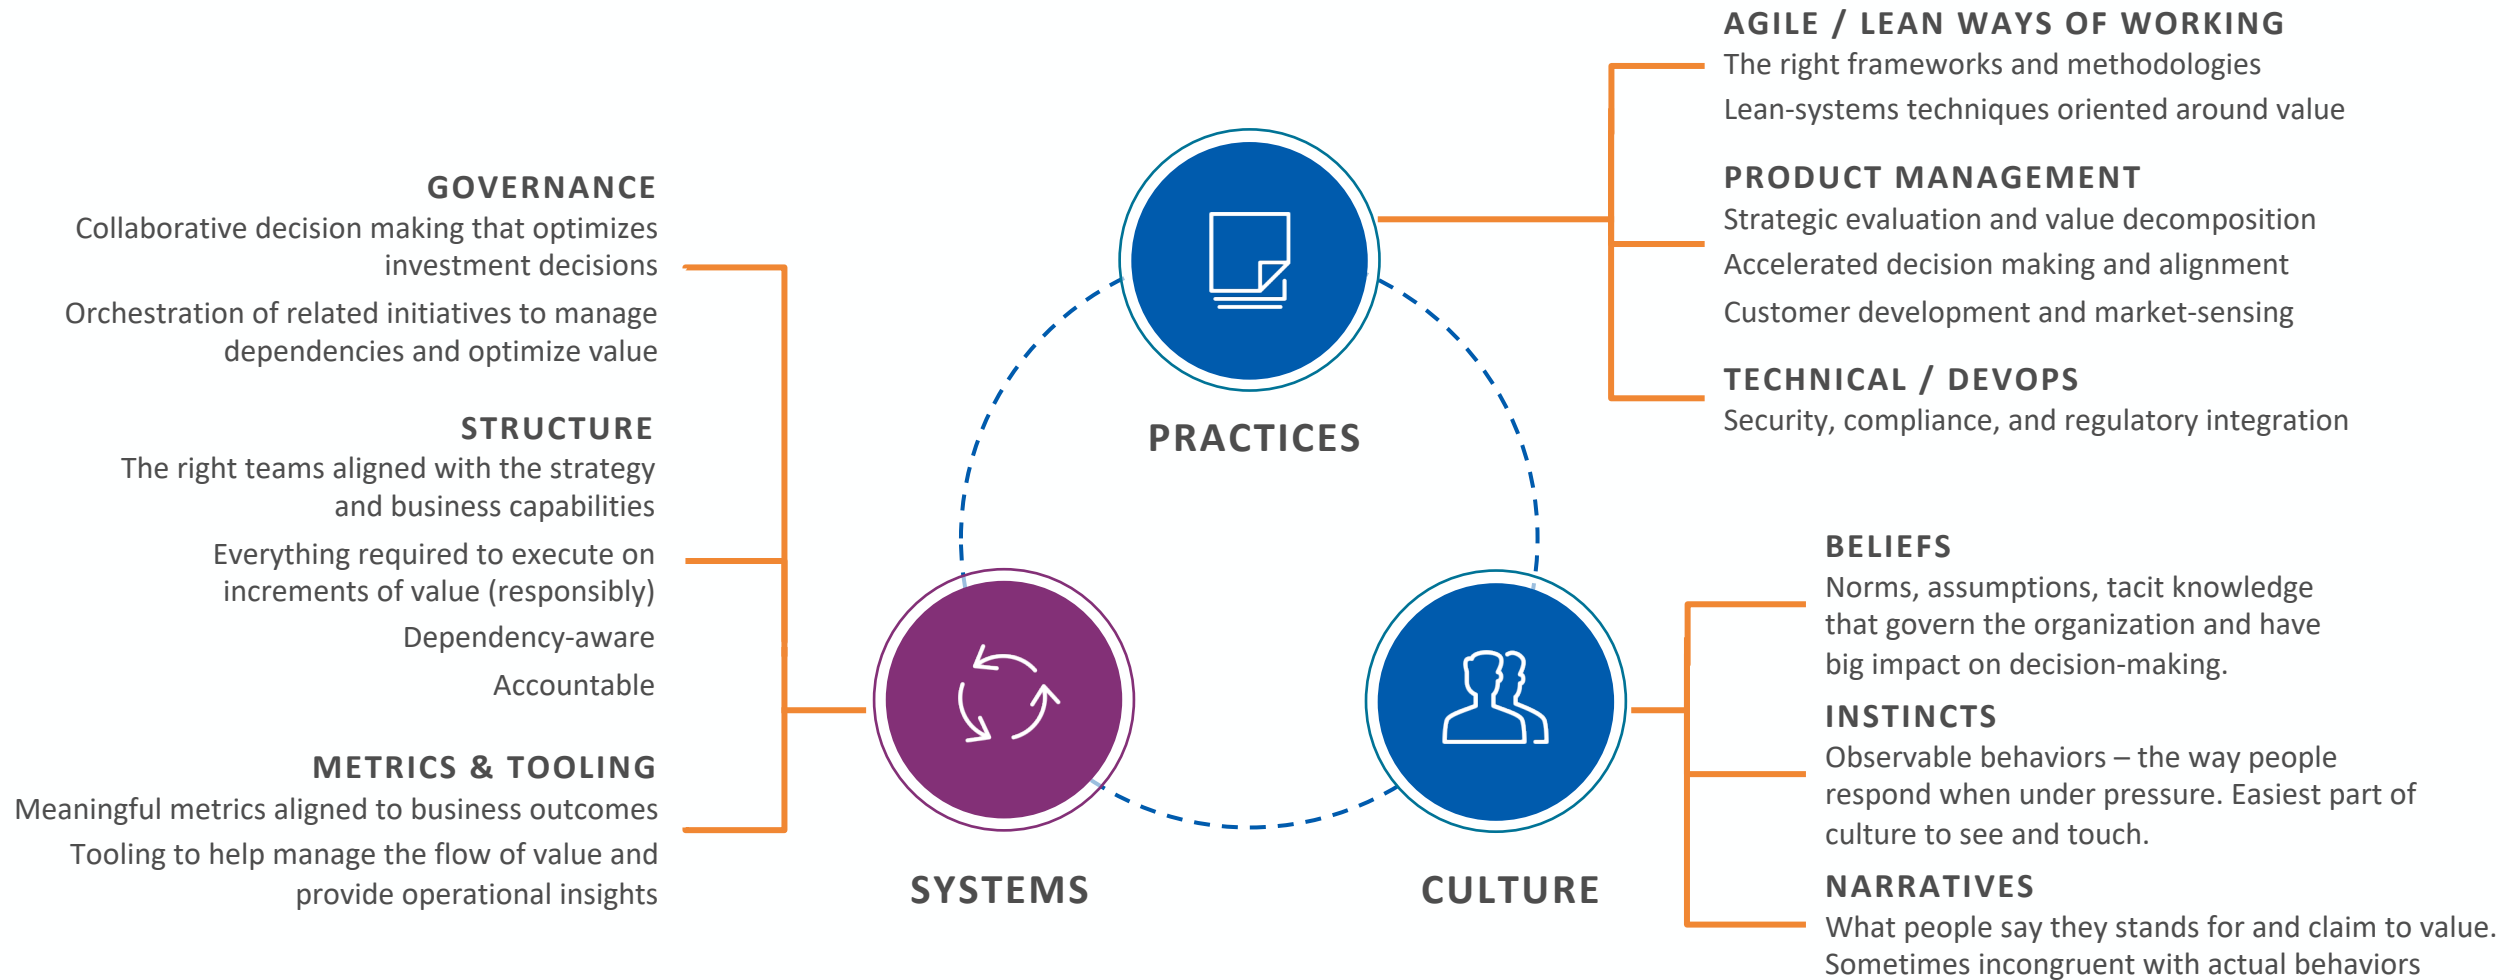 AGILE / LEAN WAYS OF WORKING
The right frameworks and methodologies
Lean-systems techniques oriented around value
PRODUCT MANAGEMENT
Strategic evaluation and value decomposition
Accelerated decision making and alignment
Customer development and market-sensing
TECHNICAL / DEVOPS
Security, compliance, and regulatory integration
GOVERNANCE
Collaborative decision making that optimizes
investment decisions
Orchestration of related initiatives to manage
dependencies and optimize value
STRUCTURE
The right teams aligned with the strategy
and business capabilities
Everything required to execute on
increments of value (responsibly)
Dependency-aware
Accountable
METRICS & TOOLING
Meaningful metrics aligned to business outcomes
Tooling to help manage the flow of value and
provide operational insights
PRACTICES
SYSTEMS
CULTURE
BELIEFS
Norms, assumptions, tacit knowledge
that govern the organization and have
big impact on decision-making.
INSTINCTS
Observable behaviors – the way people
respond when under pressure. Easiest part of
culture to see and touch.
NARRATIVES
What people say they stands for and claim to value.
Sometimes incongruent with actual behaviors